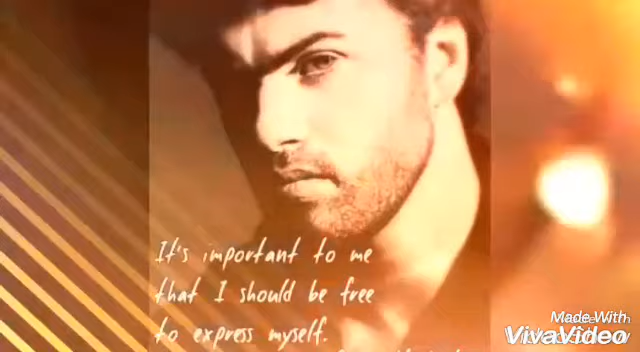 It's important to me
that I should be free
to express myself.
Made With
VivaVideo